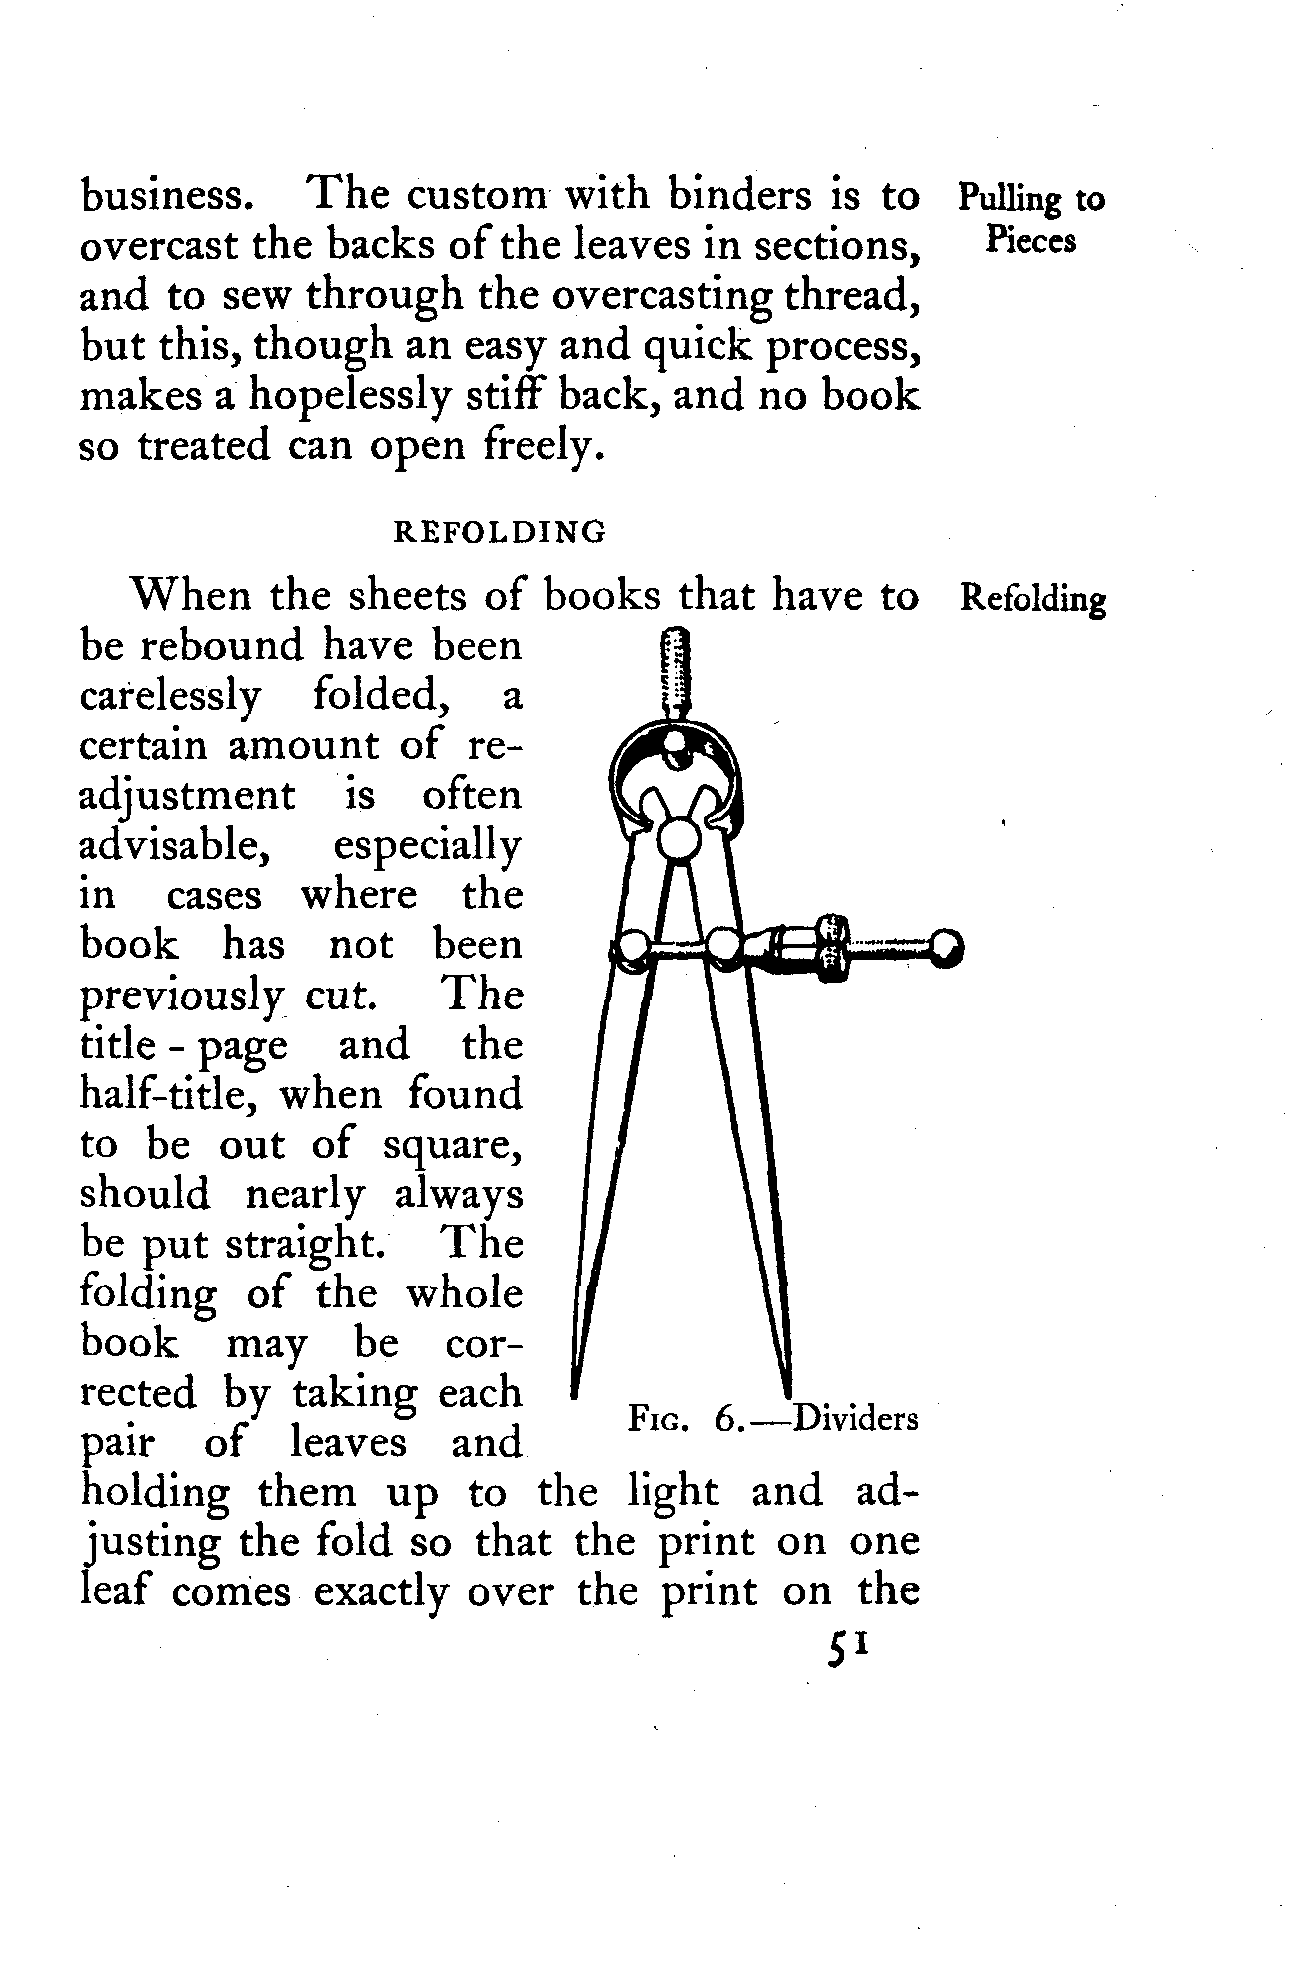 business. The custom with binders is to
overcast the backs of the leaves in sections,
and to sew through the overcasting thread,
but this, though an easy and quick process,
makes a hopelessly stiff back, and no book
so treated can open freely.
Pulling to
Pieces
REFOLDING
When the sheets of books that have to
Refolding
be rebound have been
carelessly folded, a
certain amount of re-
adjustment is often
advisable, especially
in cases where the
book has not been
previously cut. The
title - page and the
half-title, when found
to be out of square,
should nearly always
be put straight. The
folding of the whole
book may be cor-
rected by taking each
pair of leaves and
FIG. 6.—Dividers
holding them up to the light and ad-
justing the fold so that the print on one
leaf comes exactly over the print on the
51